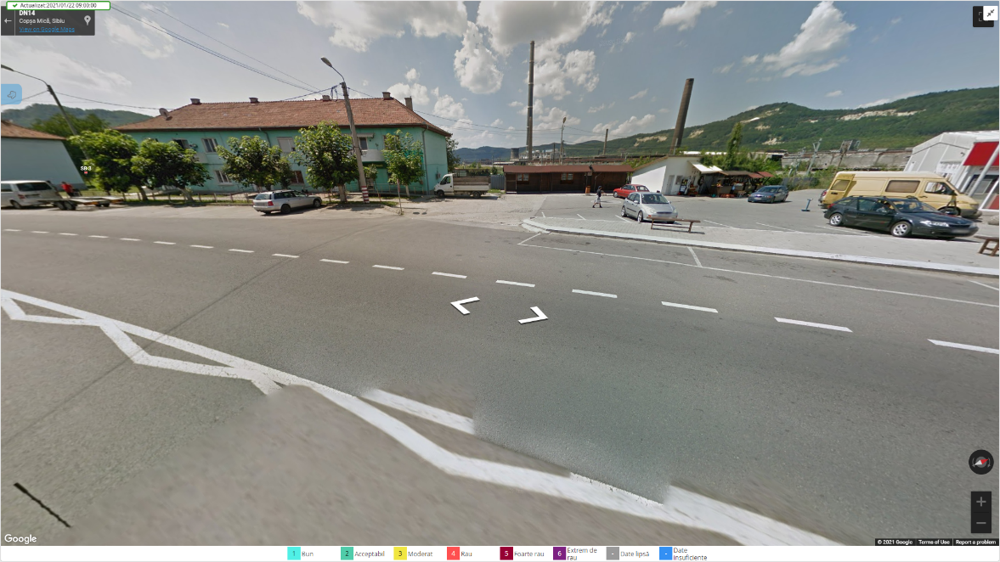 Actualizat:2021/01/22 09:00:00
DN14
Copșa Mică, Sibiu
View on Google Maps
SB-3
Google
© 2021 Google Terms of Use Report a problem
1 Bun 2 Acceptabil 3 Moderat 4 Rau 5 Foarte rau 6 Extrem de rau - Date lipsă - Date insuficiente